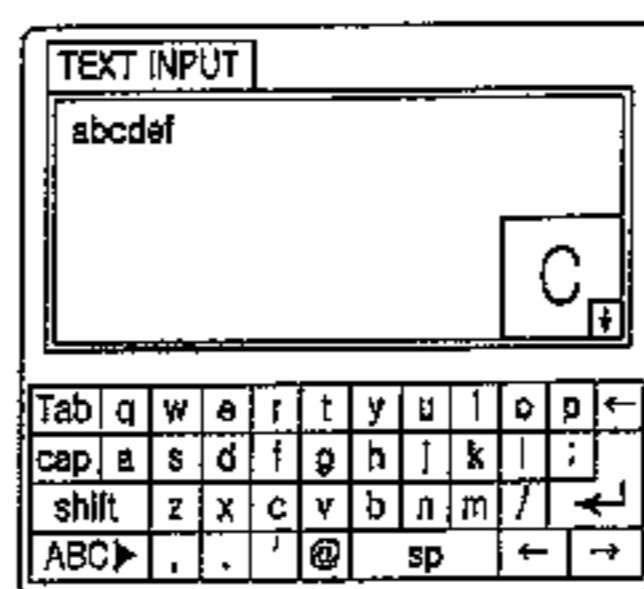 TEXT INPUT
abcdef
C
↓
Tab q w e r t y u i o p ←
cap. a s d f g h j k l ;
shift z x c v b n m / ↵
ABC▶ , . ' @ sp ← →